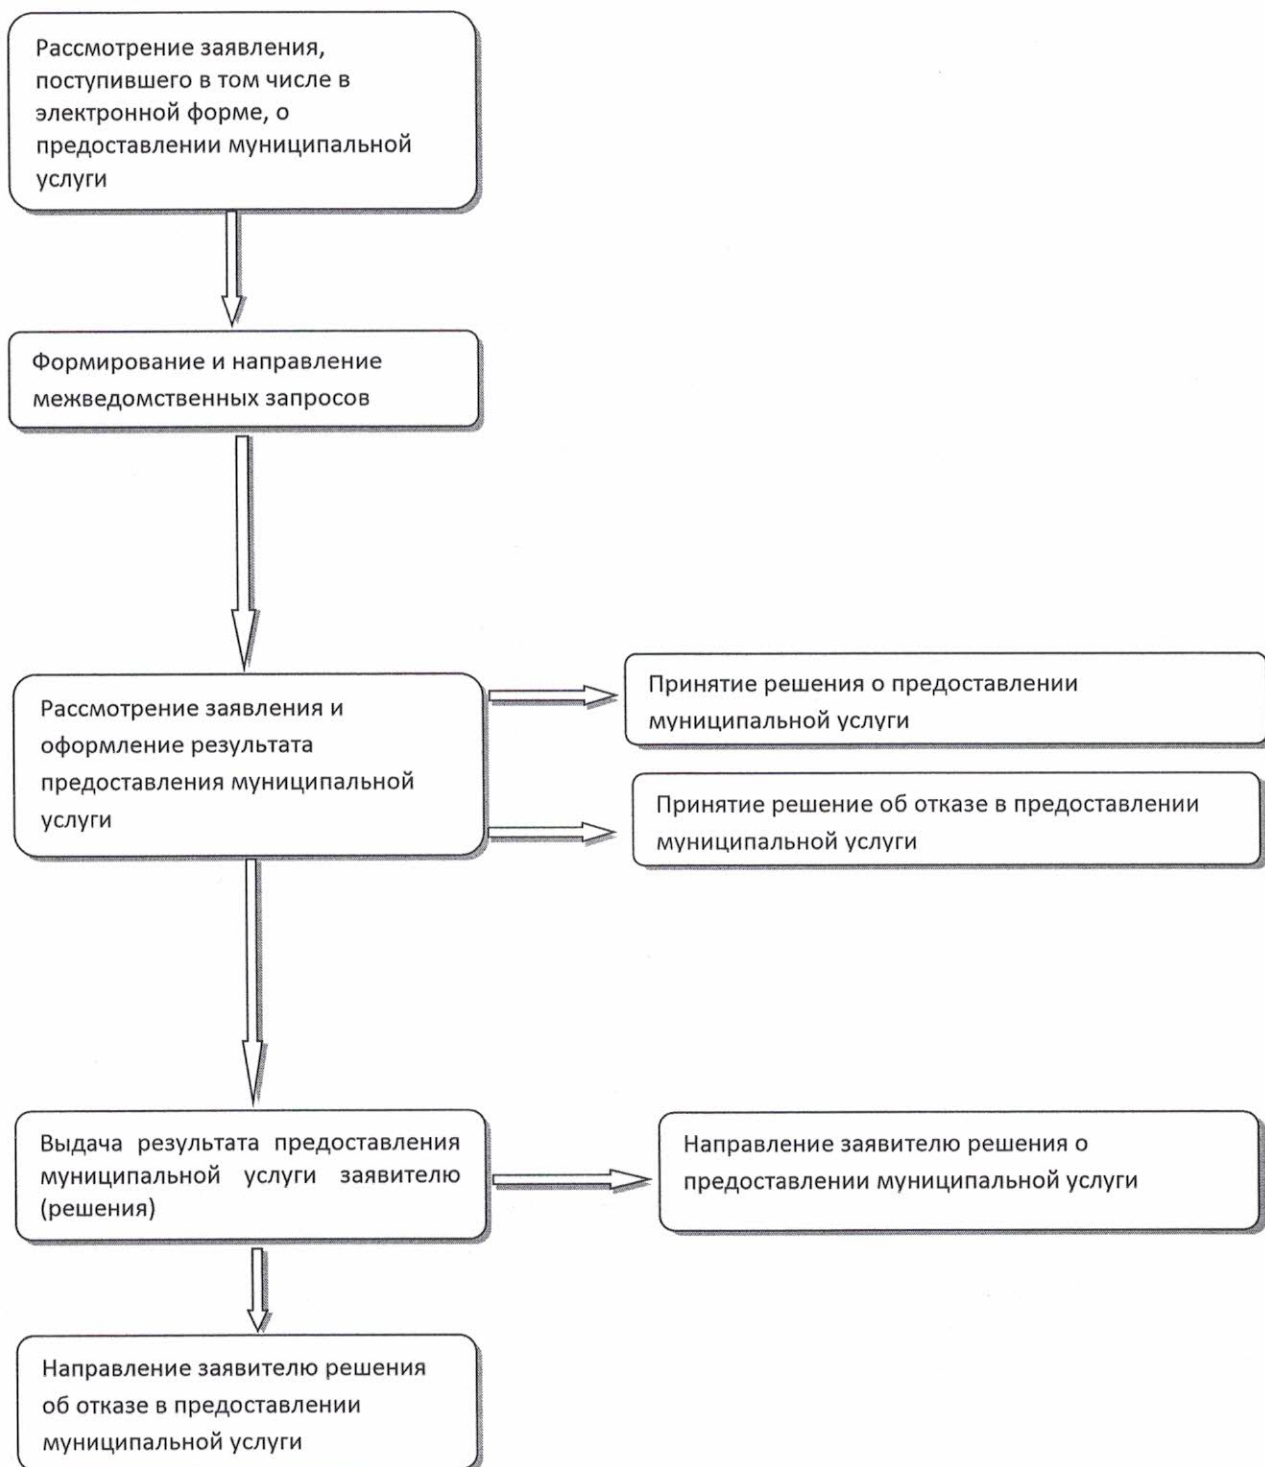 Рассмотрение заявления,
поступившего в том числе в
электронной форме, о
предоставлении муниципальной
услуги
Формирование и направление
межведомственных запросов
Рассмотрение заявления и
оформление результата
предоставления муниципальной
услуги
Принятие решения о предоставлении
муниципальной услуги
Принятие решение об отказе в предоставлении
муниципальной услуги
Выдача результата предоставления
муниципальной услуги заявителю
(решения)
Направление заявителю решения о
предоставлении муниципальной услуги
Направление заявителю решения
об отказе в предоставлении
муниципальной услуги